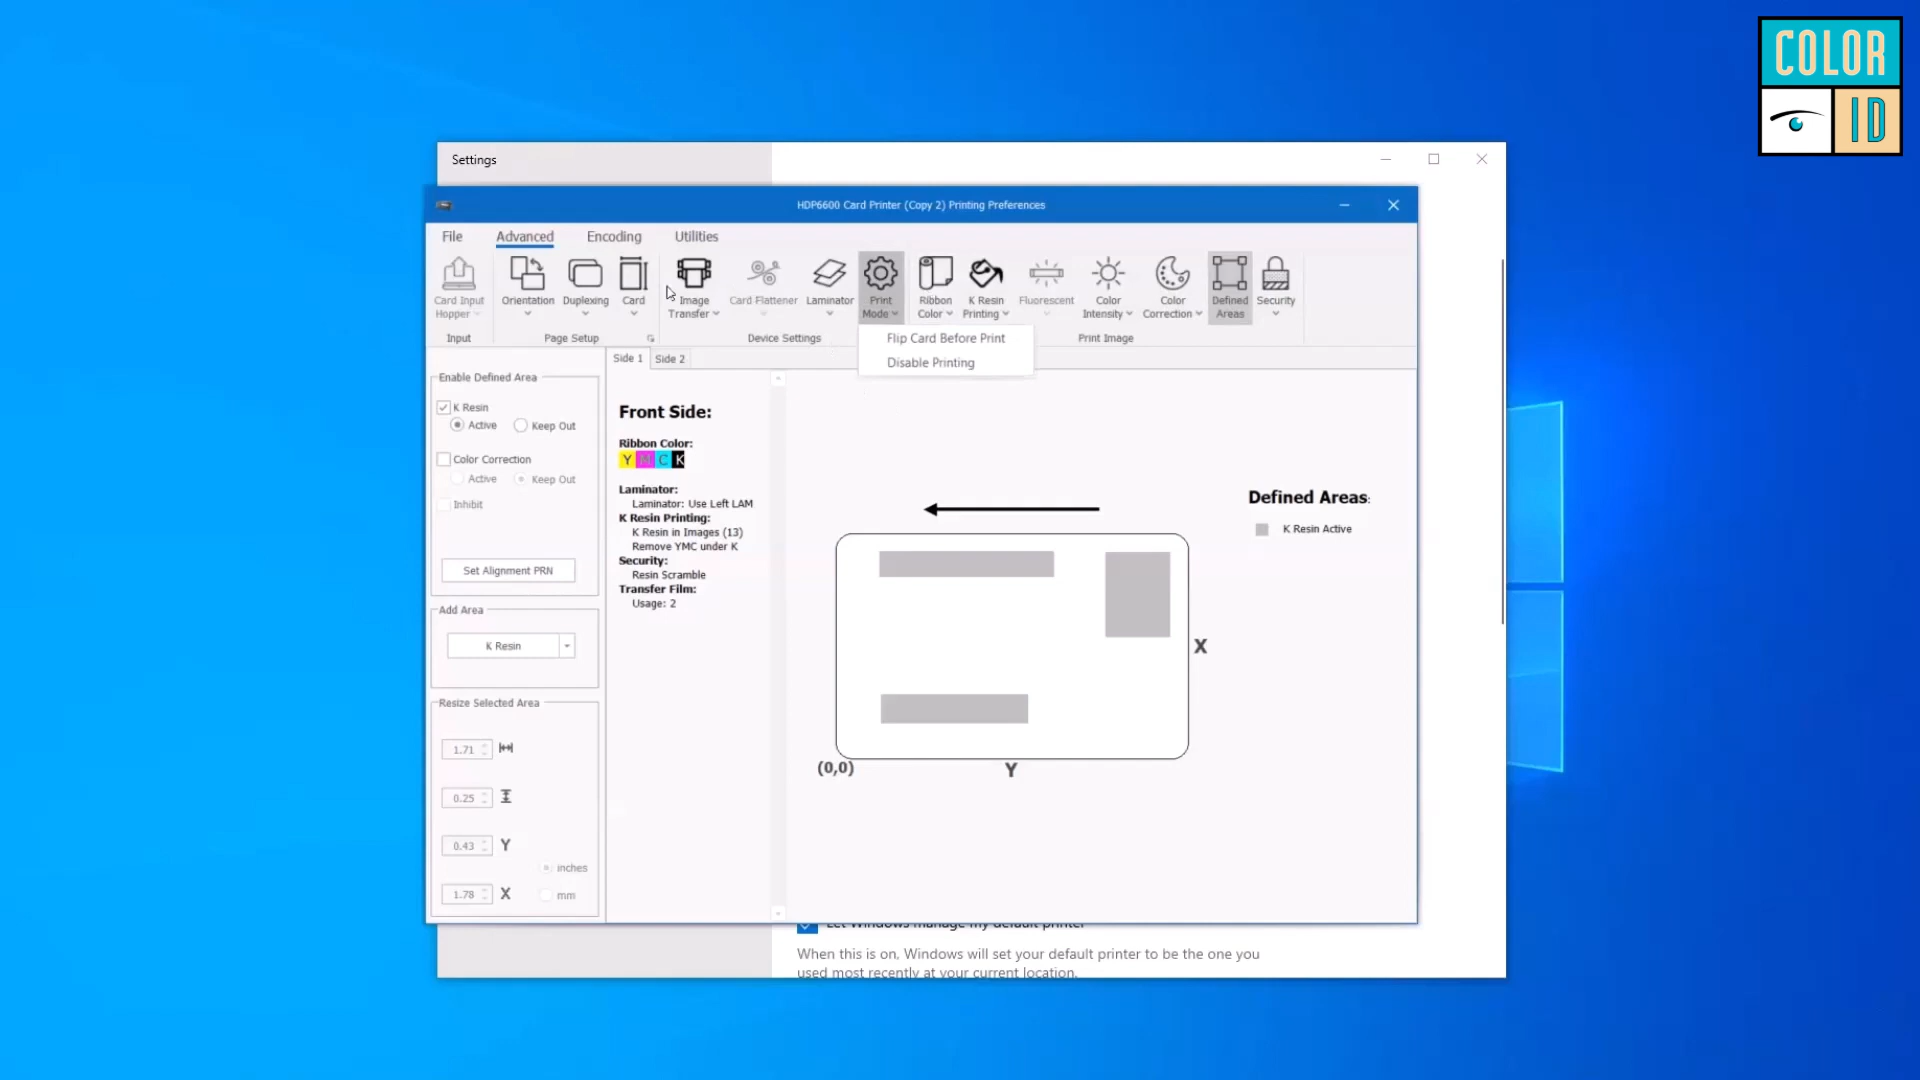 COLOR
ID
Settings
HDP6600 Card Printer (Copy 2) Printing Preferences
File Advanced Encoding Utilities
Card Input Hopper
Orientation
Duplexing
Card
Image Transfer
Card Flattener
Laminator
Print Mode
Ribbon Color
K Resin Printing
Fluorescent
Color Intensity
Color Correction
Defined Areas
Security
Input Page Setup Device Settings Print Image
Flip Card Before Print
Disable Printing
Side 1 Side 2
Enable Defined Area
K Resin
Active Keep Out
Color Correction
Active Keep Out
Inhibit
Set Alignment PRN
Add Area
K Resin
Resize Selected Area
1.71
0.25
0.43 Y
inches
1.78 X
mm
Front Side:
Ribbon Color:
Y M C K
Laminator:
Laminator: Use Left LAM
K Resin Printing:
K Resin in Images (13)
Remove YMC under K
Security:
Resin Scramble
Transfer Film:
Usage: 2
X
(0,0)
Y
Defined Areas:
K Resin Active
Let Windows manage my default printer
When this is on, Windows will set your default printer to be the one you
used most recently at your current location.